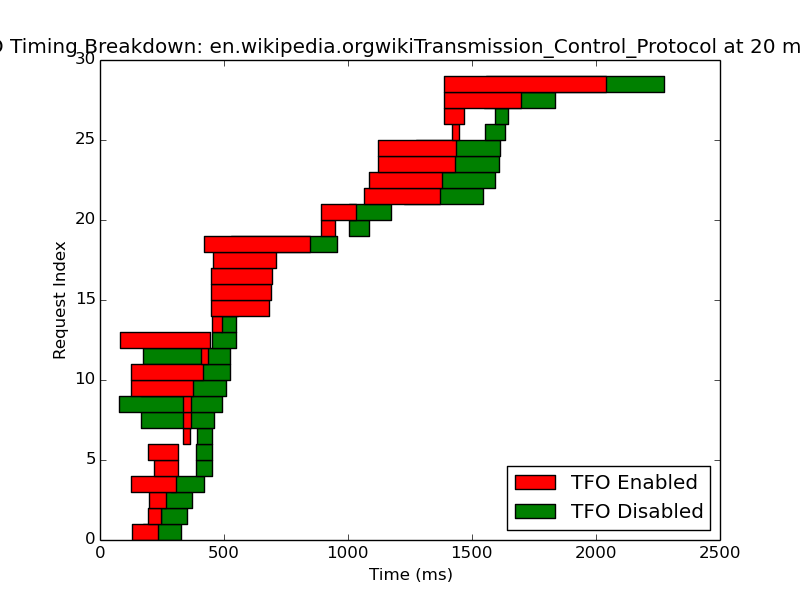 Timing Breakdown: en.wikipedia.orgwikiTransmission_Control_Protocol at 20 m
30
25
20
15
10
5
0
Request Index
0 500 1000 1500 2000 2500
Time (ms)
TFO Enabled
TFO Disabled